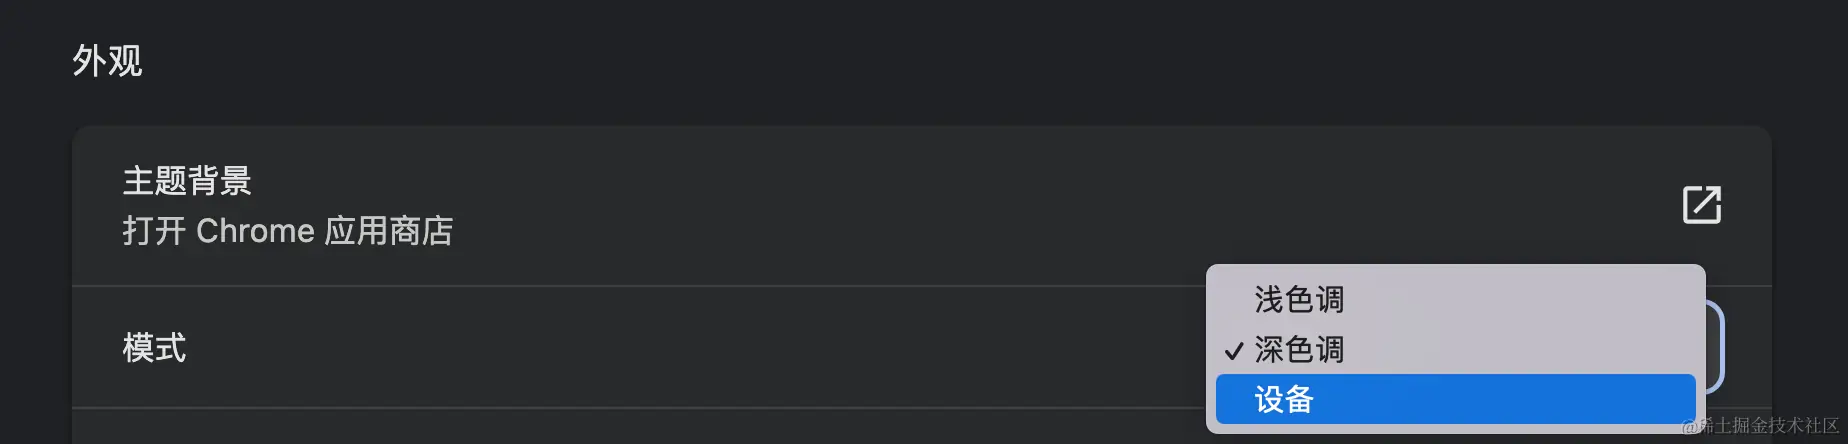 外观
主题背景
打开 Chrome 应用商店
模式
浅色调
深色调
设备
@稀土掘金技术社区